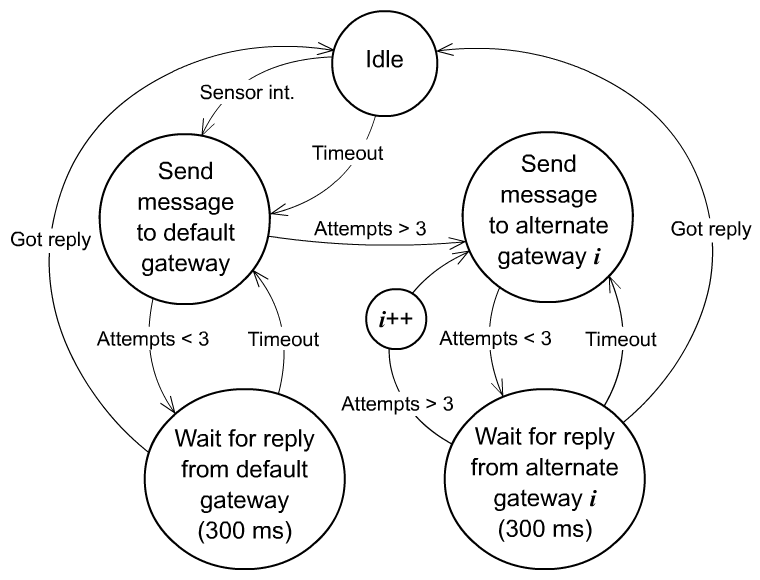 Idle
Sensor int.
Timeout
Send
message
to default
gateway
Send
message
to alternate
gateway i
Attempts > 3
Got reply
Got reply
i++
Attempts < 3
Timeout
Attempts < 3
Timeout
Attempts > 3
Wait for reply
from default
gateway
(300 ms)
Wait for reply
from alternate
gateway i
(300 ms)